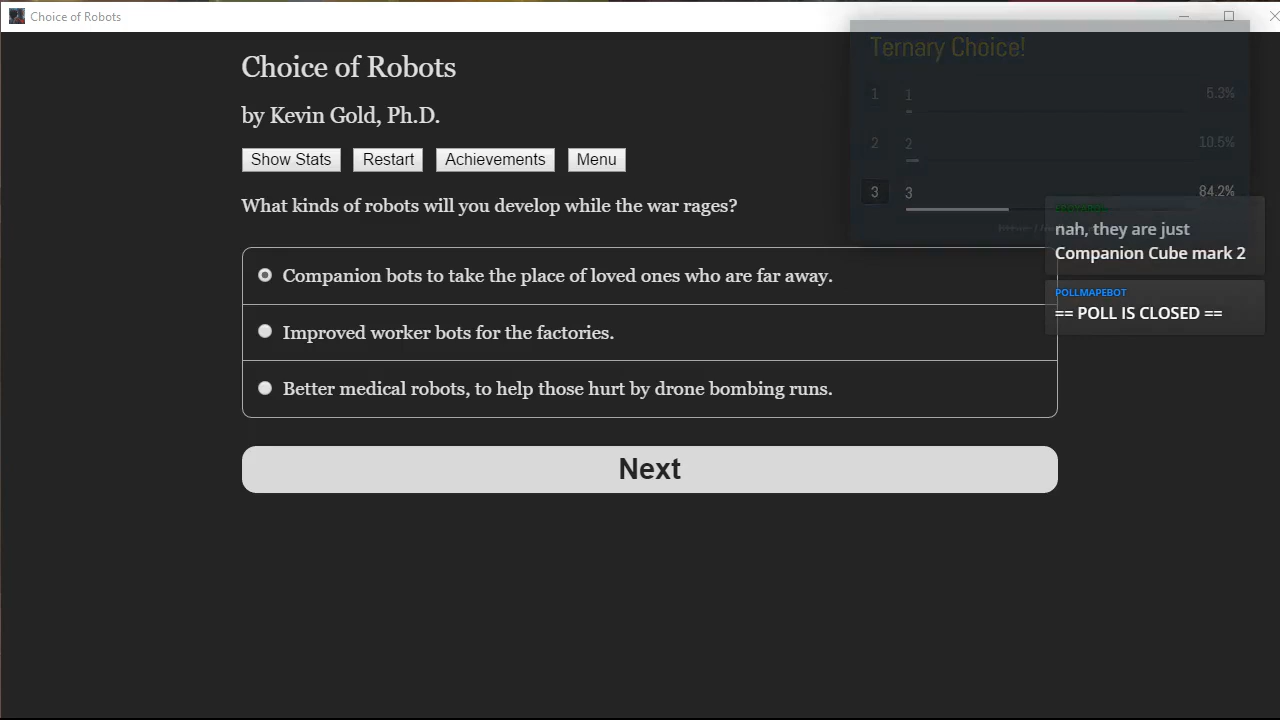 Choice of Robots
Choice of Robots
by Kevin Gold, Ph.D.
Show Stats Restart Achievements Menu
What kinds of robots will you develop while the war rages?
Companion bots to take the place of loved ones who are far away.
Improved worker bots for the factories.
Better medical robots, to help those hurt by drone bombing runs.
Next
Ternary Choice!
1 1 5.3%
2 2 10.5%
3 3 84.2%
nah, they are just
Companion Cube mark 2
POLLMAPEBOT
== POLL IS CLOSED ==